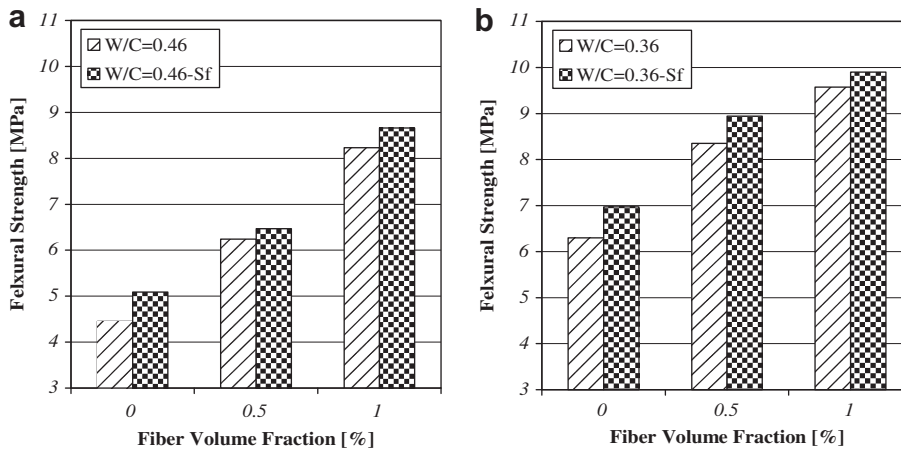 a
Felxural Strength [MPa]
11
10
9
8
7
6
5
4
3
W/C=0.46
W/C=0.46-Sf
0
0.5
1
Fiber Volume Fraction [%]
b
Felxural Strength [MPa]
11
10
9
8
7
6
5
4
3
W/C=0.36
W/C=0.36-Sf
0
0.5
1
Fiber Volume Fraction [%]